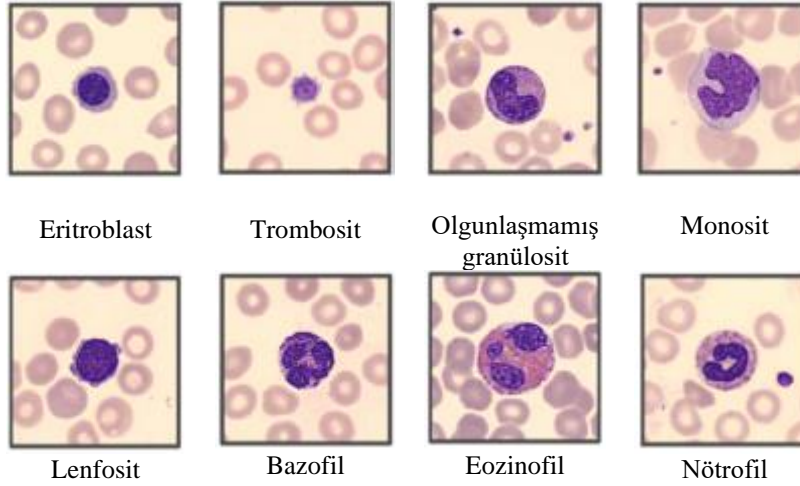 Eritroblast
Trombosit
Olgunlaşmamış
granülosit
Monosit
Lenfosit
Bazofil
Eozinofil
Nötrofil